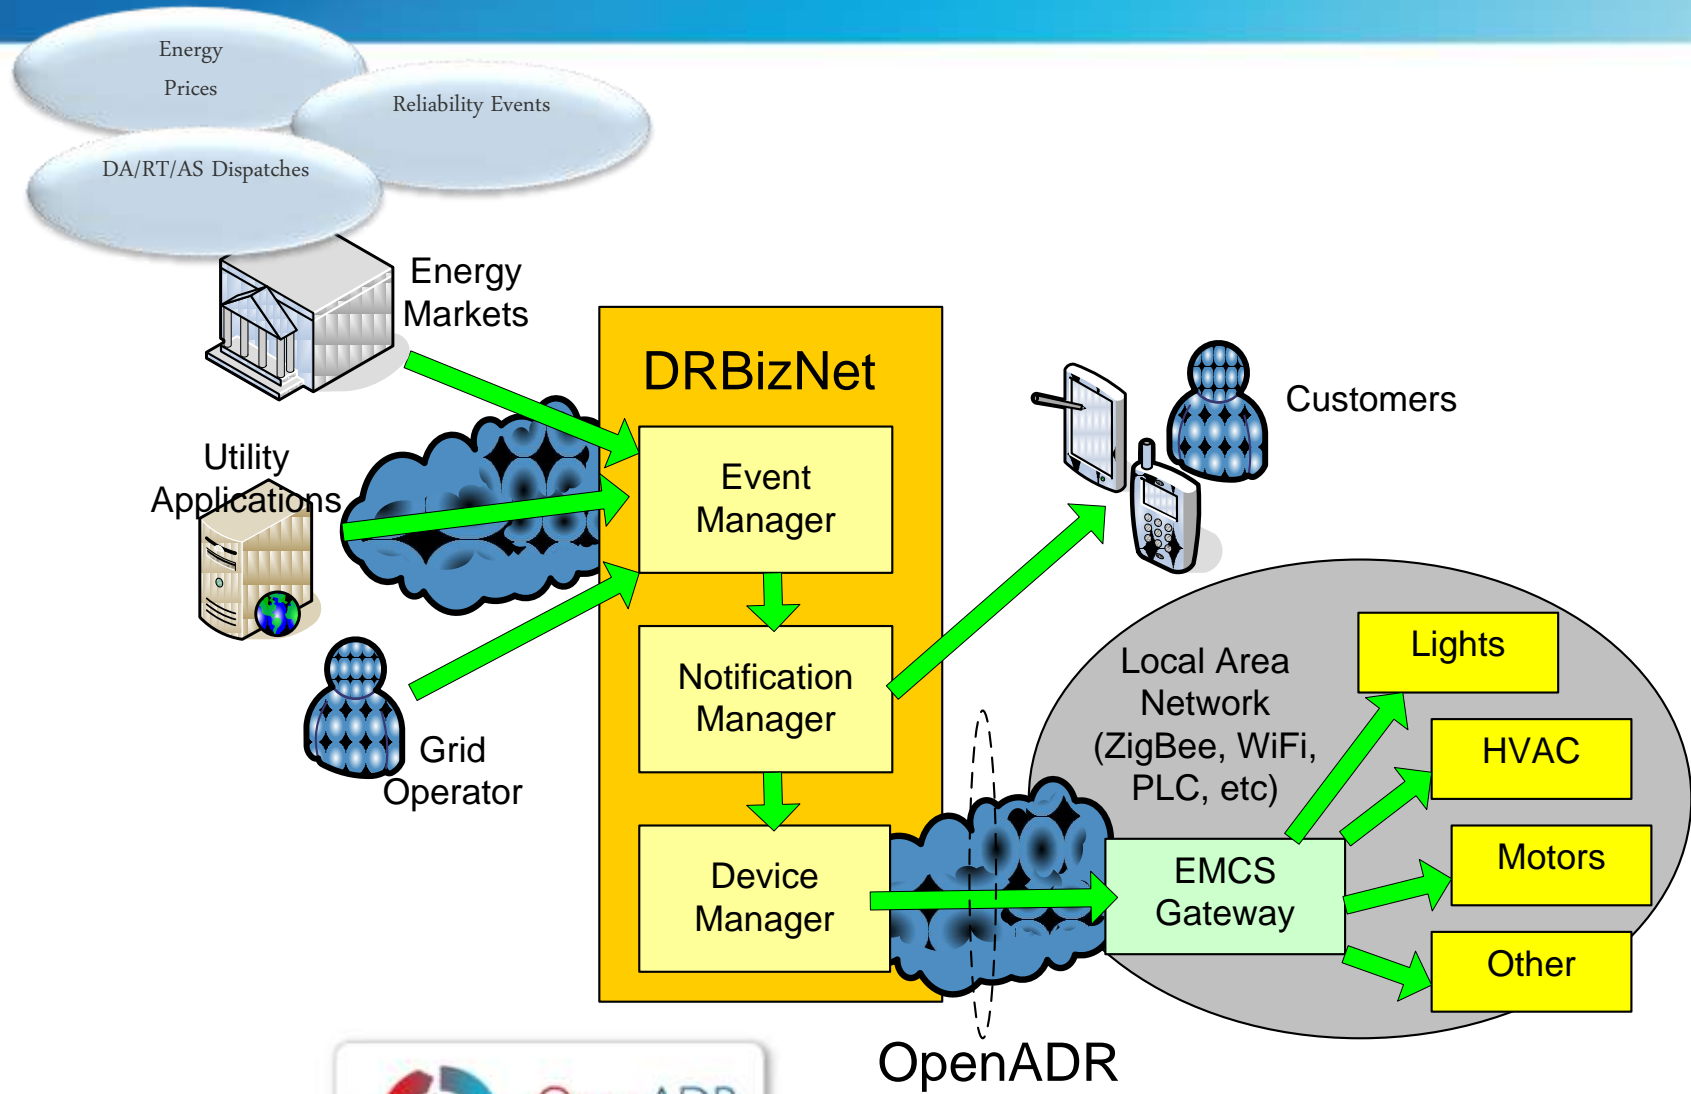 Energy
Prices
Reliability Events
DA/RT/AS Dispatches
Energy
Markets
DRBizNet
Customers
Utility
Applications
Event
Manager
Grid
Operator
Notification
Manager
Local Area
Network
(ZigBee, WiFi,
PLC, etc)
Lights
HVAC
Motors
Other
Device
Manager
EMCS
Gateway
OpenADR
OpenADR